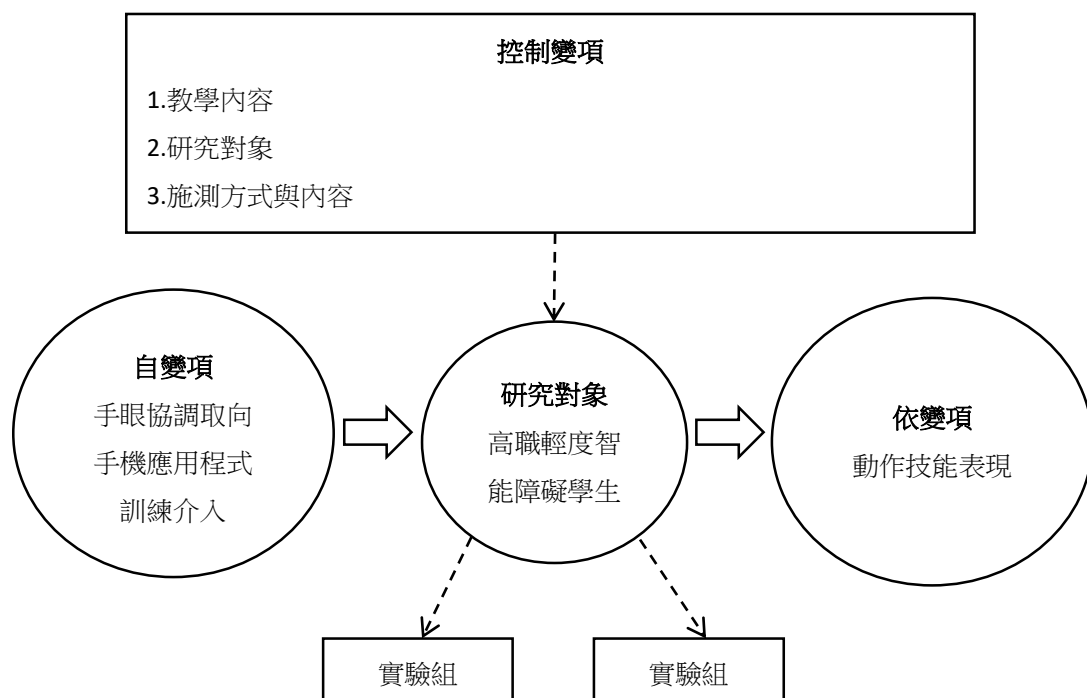 控制變項
1.教學內容
2.研究對象
3.施測方式與內容
自變項
手眼協調取向
手機應用程式
訓練介入
研究對象
高職輕度智
能障礙學生
依變項
動作技能表現
實驗組
實驗組